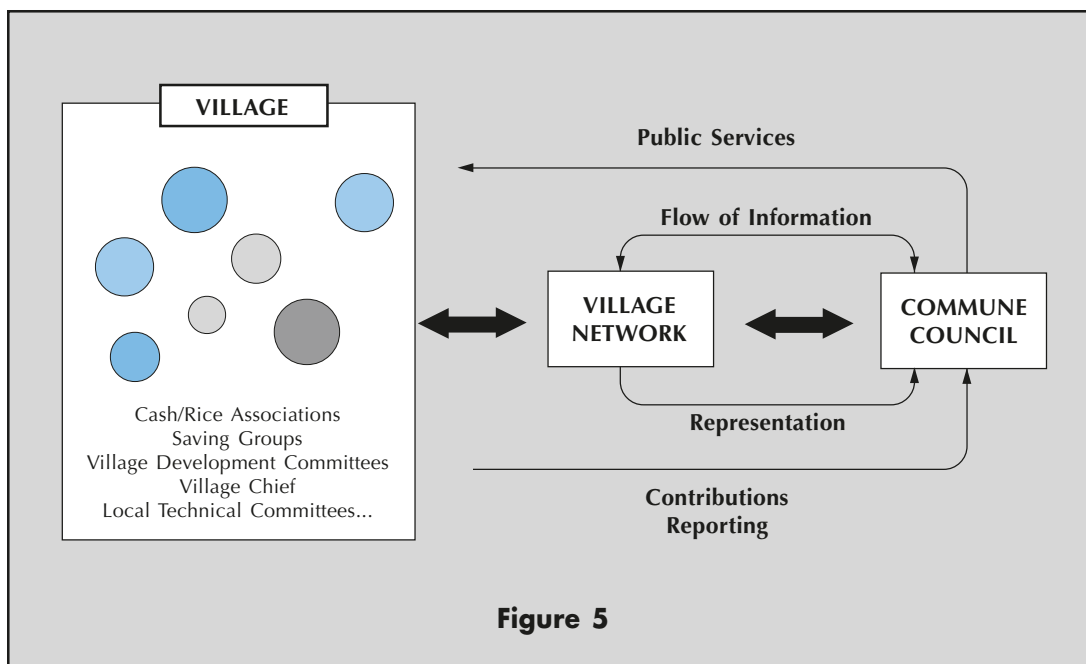 VILLAGE
Cash/Rice Associations
Saving Groups
Village Development Committees
Village Chief
Local Technical Committees...
Public Services
Flow of Information
VILLAGE
NETWORK
COMMUNE
COUNCIL
Representation
Contributions
Reporting
Figure 5